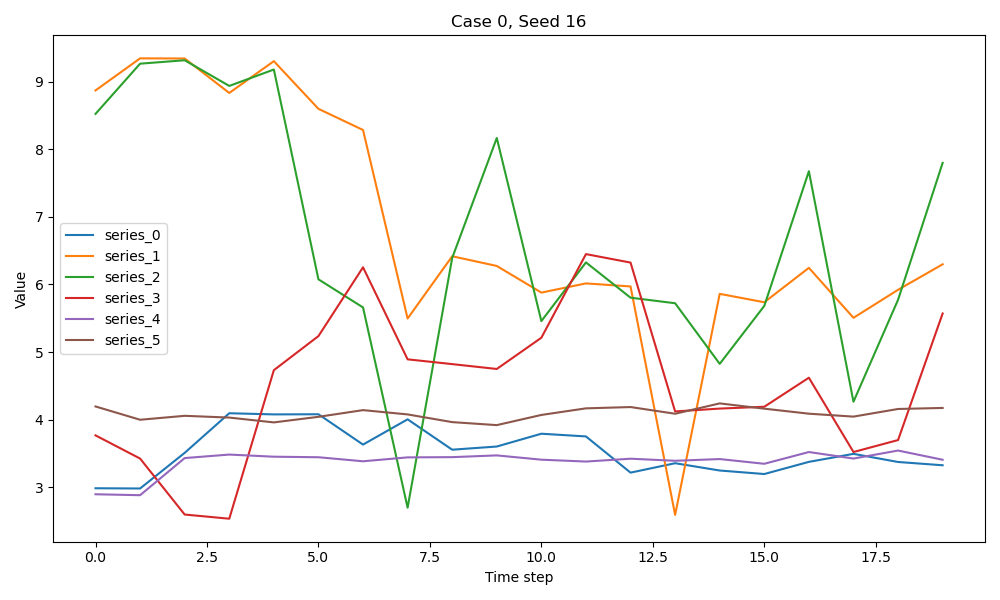 Case 0, Seed 16
Value
9
8
7
6
5
4
3
series_0
series_1
series_2
series_3
series_4
series_5
0.0 2.5 5.0 7.5 10.0 12.5 15.0 17.5
Time step